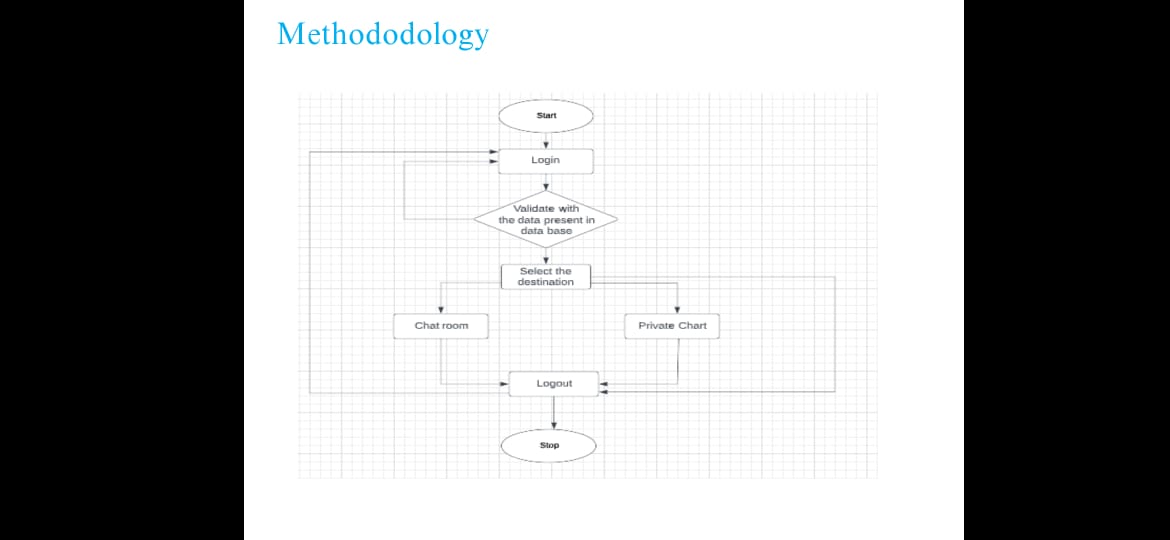 Methododology
Start
Login
Validate with
the data present in
data base
Select the
destination
Chat room
Private Chart
Logout
Stop